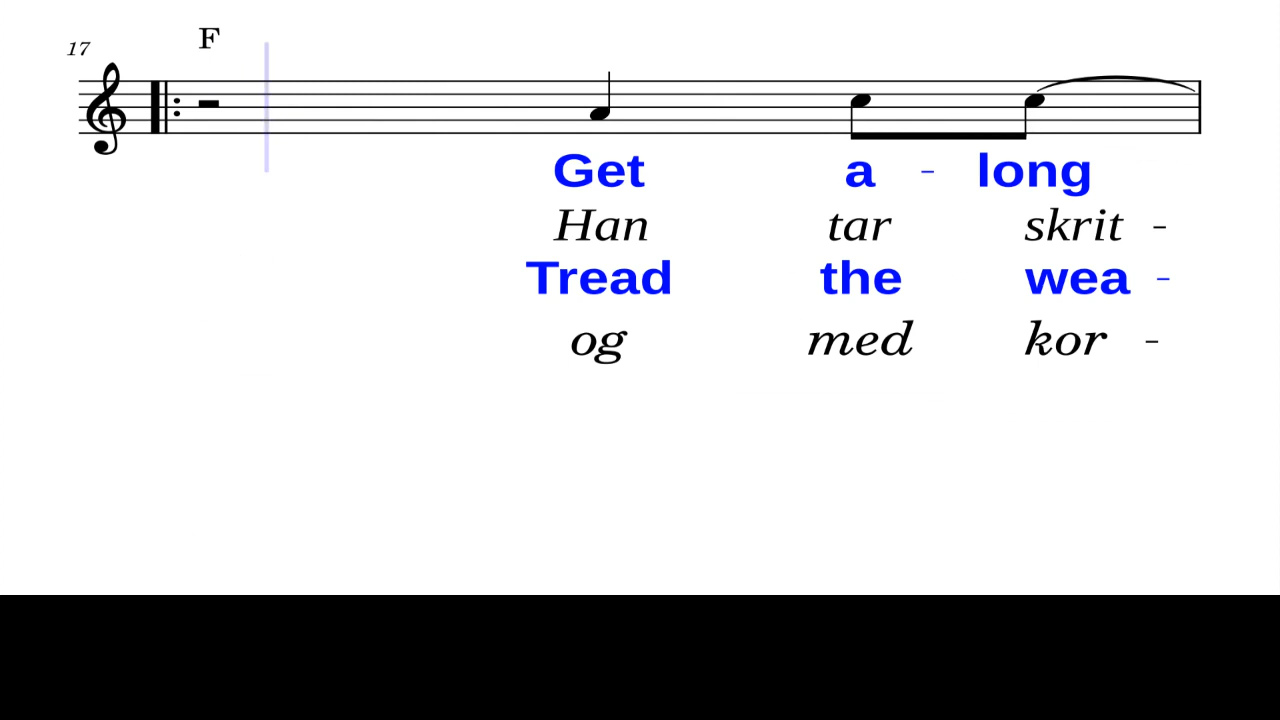 17
F
Get a - long
Han tar skrit -
Tread the wea -
og med kor -